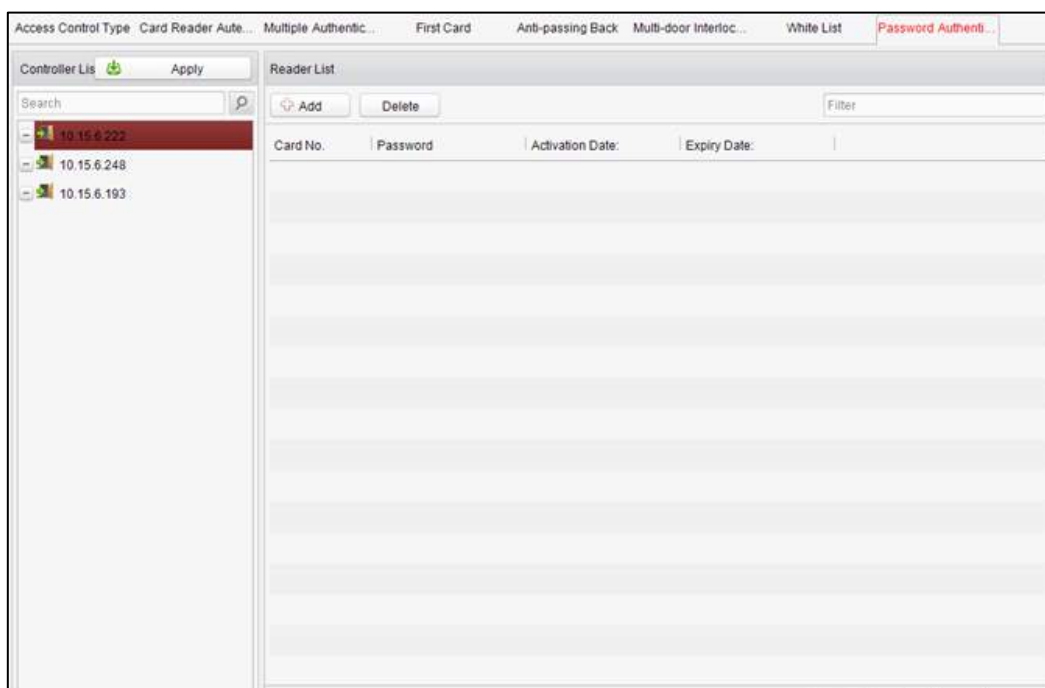 Access Control Type Card Reader Aute... Multiple Authentic... First Card Anti-passing Back Multi-door Interloc... White List Password Authenti...
Controller Lis Apply
Reader List
Search
Add Delete Filter
10.15.6.222
Card No. Password Activation Date: Expiry Date:
10.15.6.248
10.15.6.193